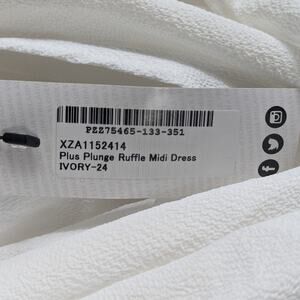 PZZ75465-133-351
XZA1152414
Plus Plunge Ruffle Midi Dress
IVORY-24